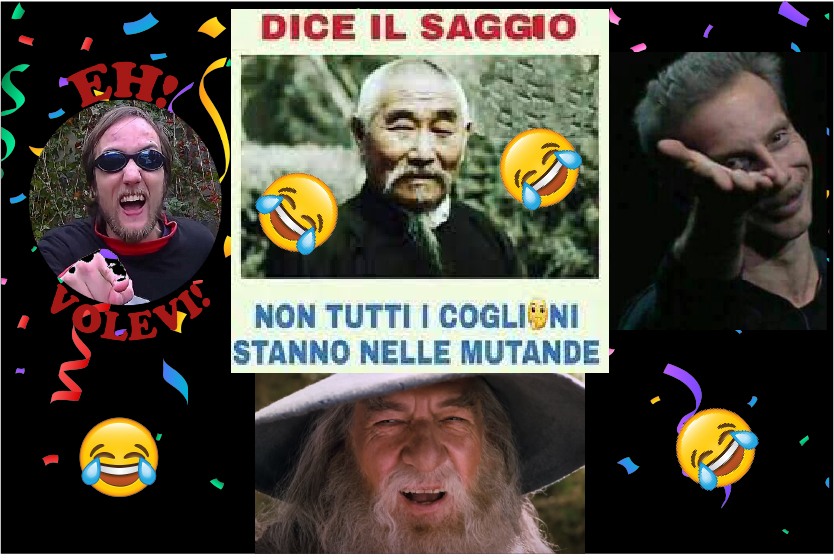 DICE IL SAGGIO
EH!
VOLEVI!
NON TUTTI I COGLI🤔NI
STANNO NELLE MUTANDE